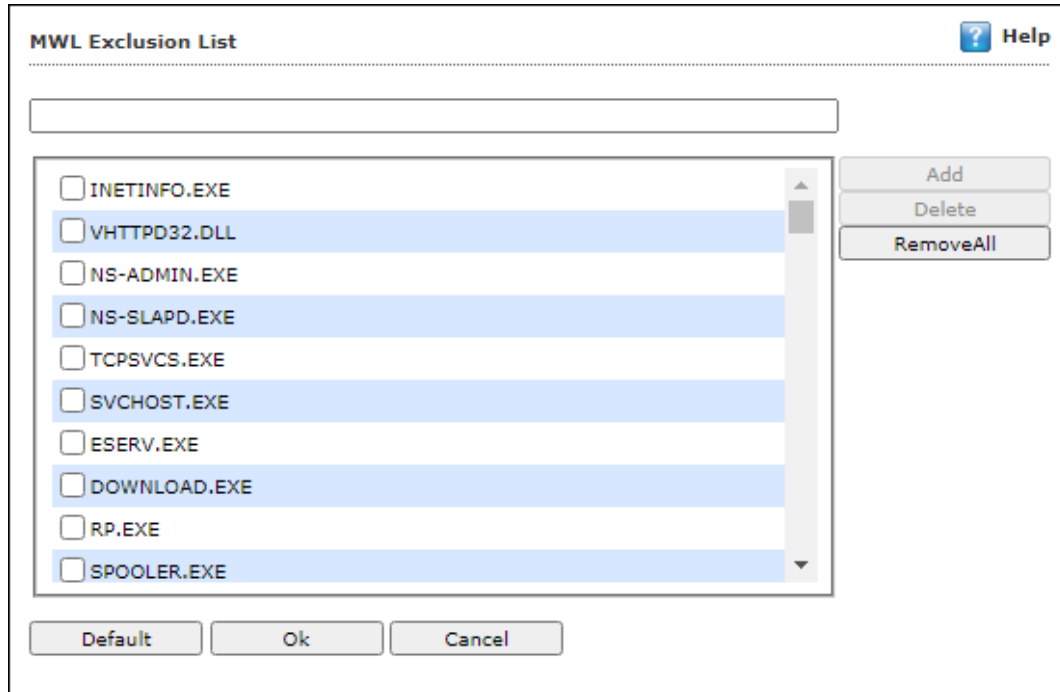 MWL Exclusion List
? Help
INETINFO.EXE
VHTTPD32.DLL
NS-ADMIN.EXE
NS-SLAPD.EXE
TCPSVCS.EXE
SVCHOST.EXE
ESERV.EXE
DOWNLOAD.EXE
RP.EXE
SPOOLER.EXE
Add
Delete
RemoveAll
Default
Ok
Cancel